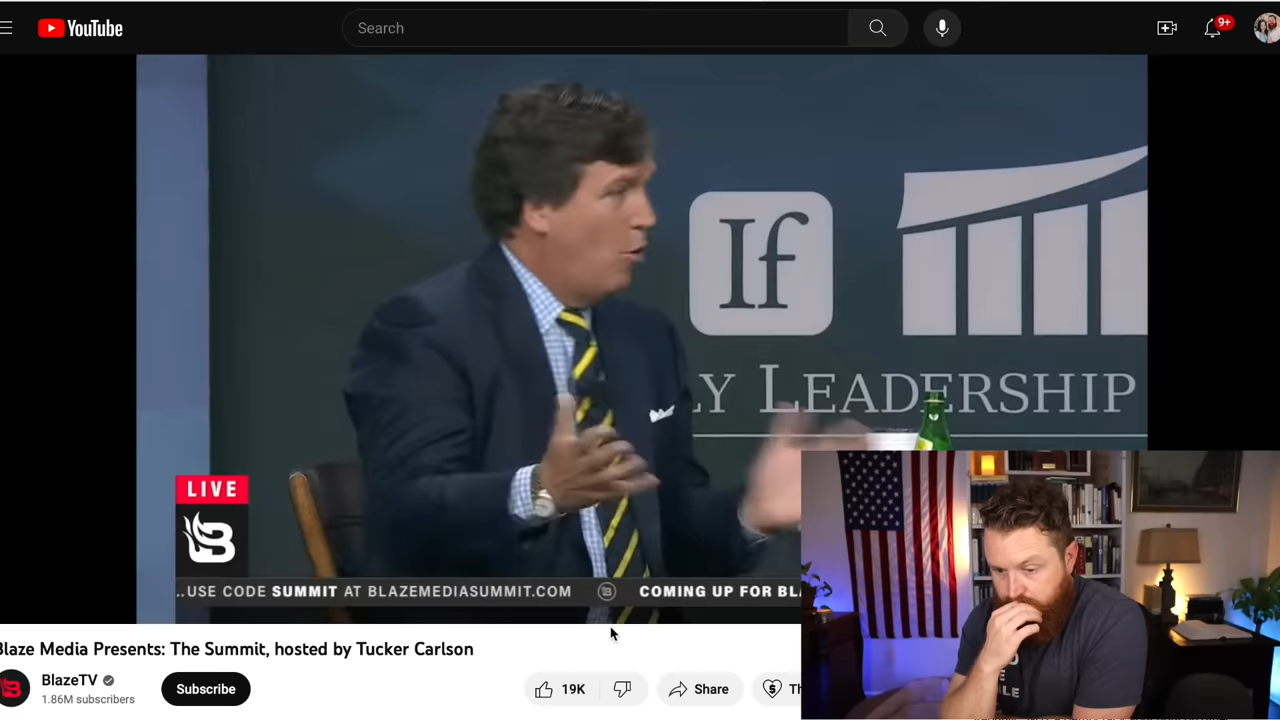 YouTube
Search
9+
If
LY LEADERSHIP
LIVE
B
..USE CODE SUMMIT AT BLAZEMEDIASUMMIT.COM
COMING UP FOR BL
Blaze Media Presents: The Summit, hosted by Tucker Carlson
BlazeTV
1.86M subscribers
Subscribe
19K
Share
Th